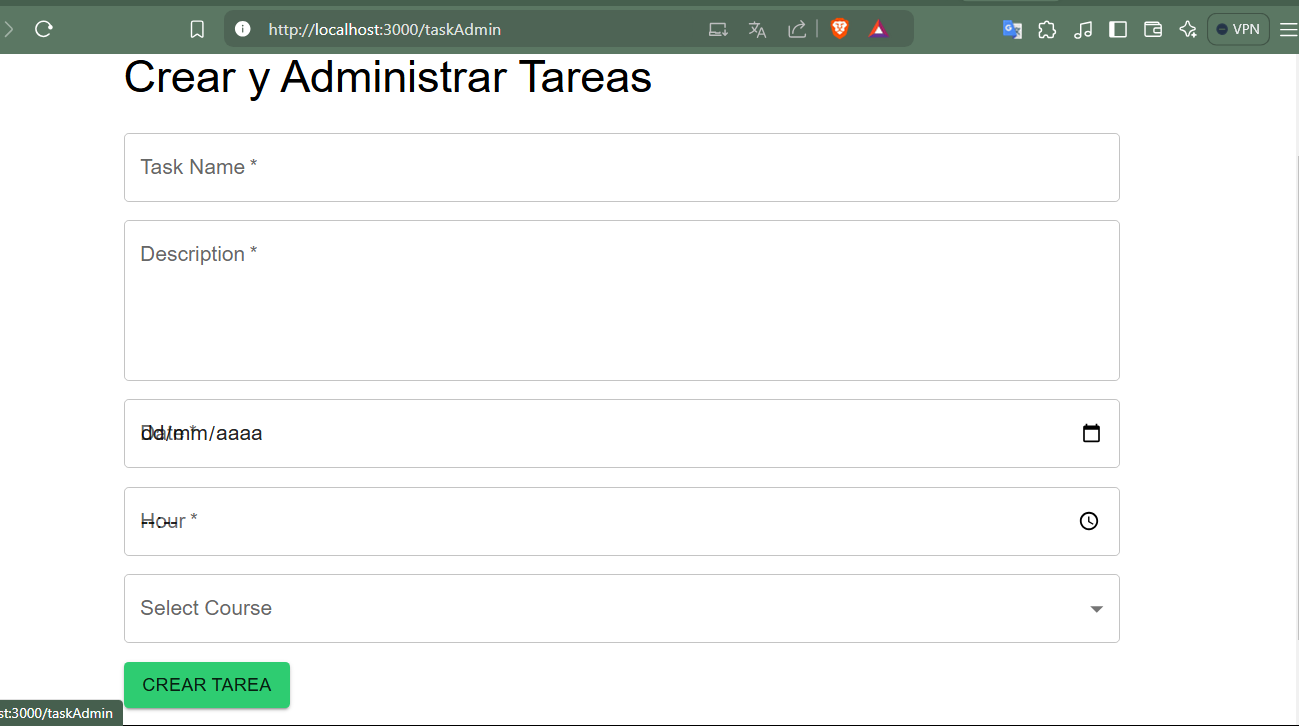 http://localhost:3000/taskAdmin
VPN
Crear y Administrar Tareas
Task Name *
Description *
Date *
dd/mm/aaaa
Hour *
--:--
Select Course
CREAR TAREA
st:3000/taskAdmin